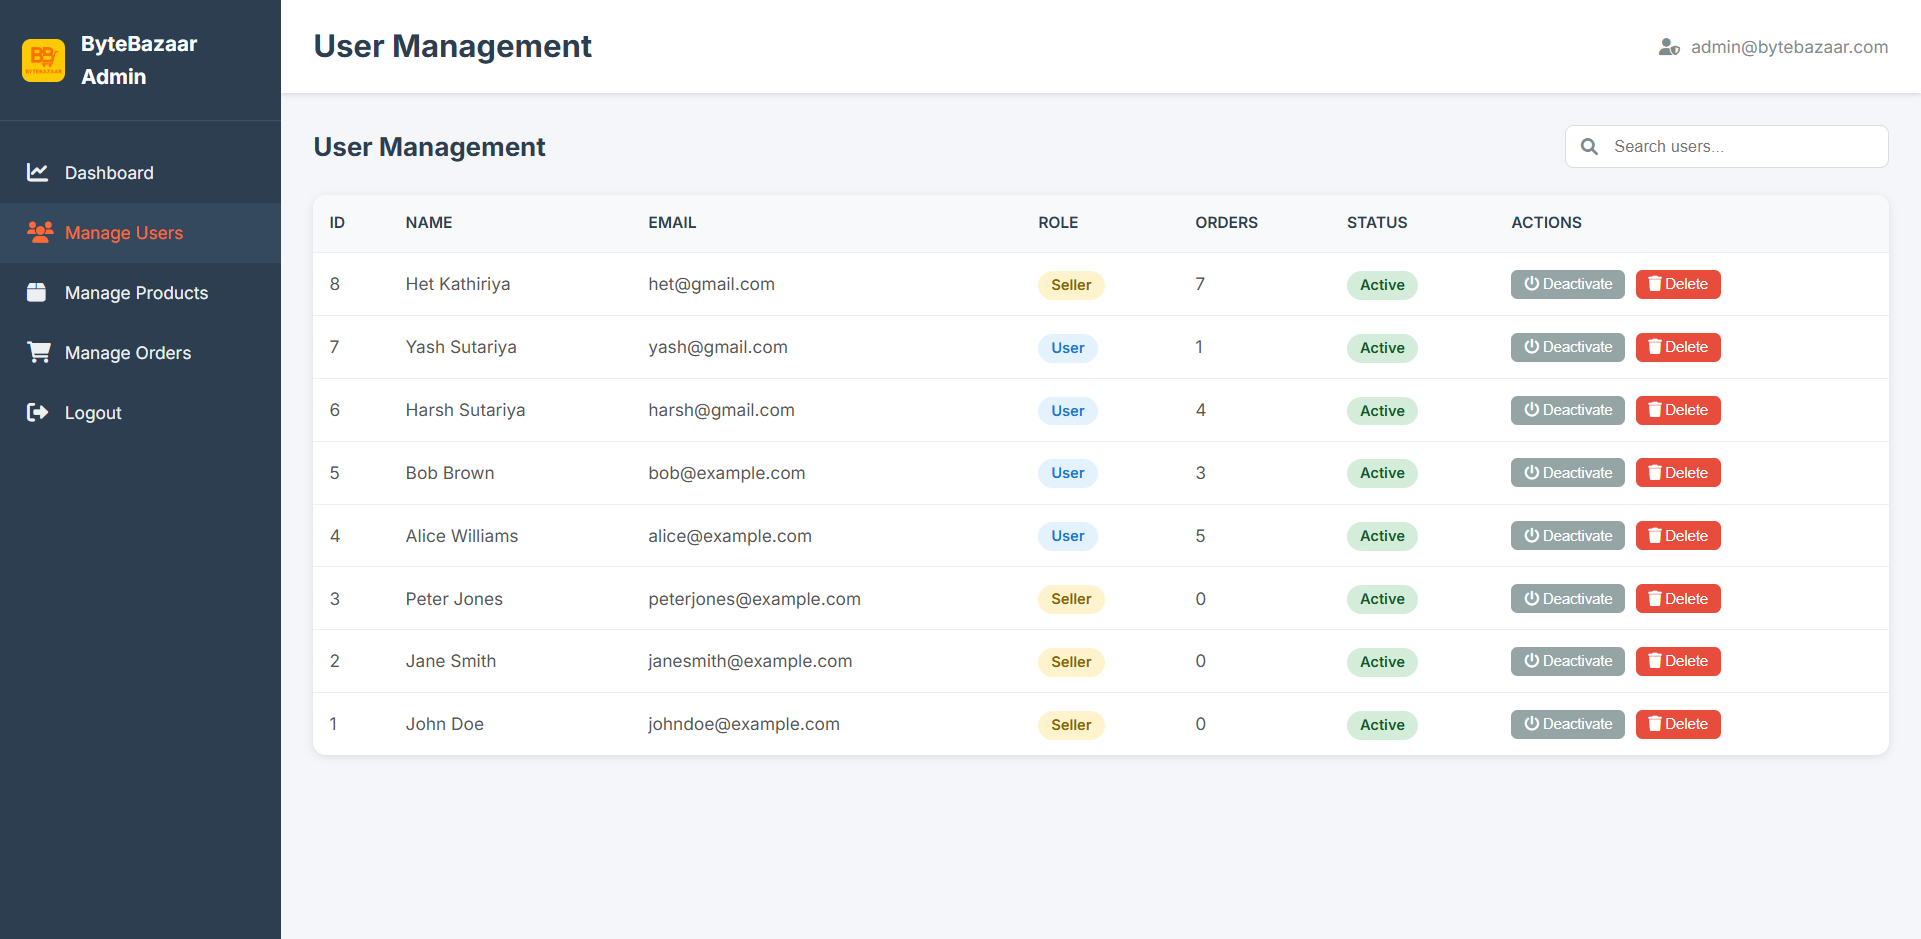 BB
BYTEBAZAAR
ByteBazaar
Admin
Dashboard
Manage Users
Manage Products
Manage Orders
Logout
User Management
admin@bytebazaar.com
User Management
Search users...
ID NAME EMAIL ROLE ORDERS STATUS ACTIONS
8 Het Kathiriya het@gmail.com Seller 7 Active Deactivate Delete
7 Yash Sutariya yash@gmail.com User 1 Active Deactivate Delete
6 Harsh Sutariya harsh@gmail.com User 4 Active Deactivate Delete
5 Bob Brown bob@example.com User 3 Active Deactivate Delete
4 Alice Williams alice@example.com User 5 Active Deactivate Delete
3 Peter Jones peterjones@example.com Seller 0 Active Deactivate Delete
2 Jane Smith janesmith@example.com Seller 0 Active Deactivate Delete
1 John Doe johndoe@example.com Seller 0 Active Deactivate Delete